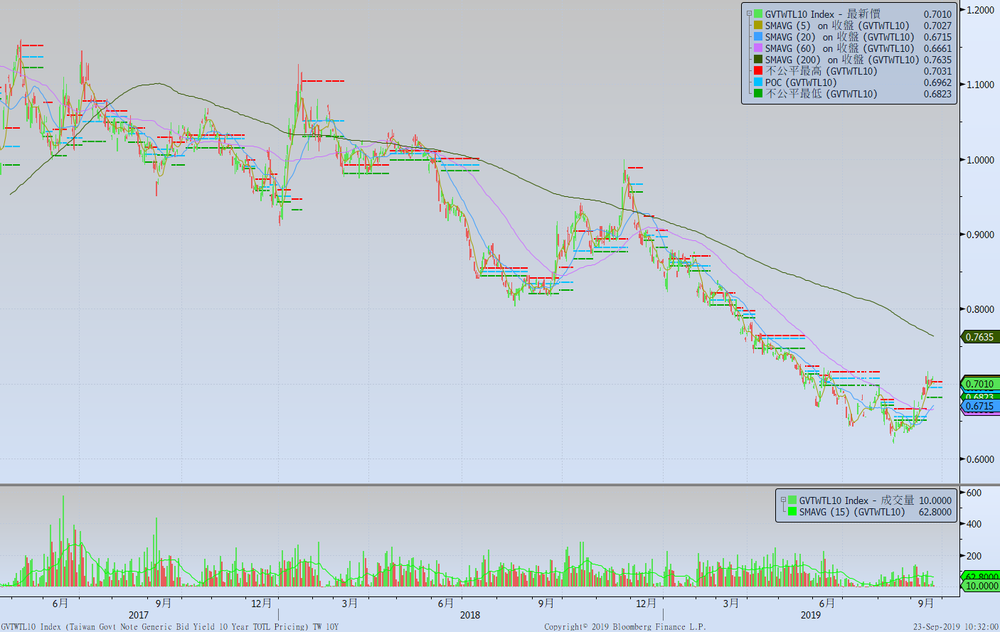 GVTWTL10 Index - 最新價 0.7010
SMAVG (5) on 收盤 (GVTWTL10) 0.7027
SMAVG (20) on 收盤 (GVTWTL10) 0.6715
SMAVG (60) on 收盤 (GVTWTL10) 0.6661
SMAVG (200) on 收盤 (GVTWTL10) 0.7635
不公平最高 (GVTWTL10) 0.7031
POC (GVTWTL10) 0.6962
不公平最低 (GVTWTL10) 0.6823
1.2000
1.1000
1.0000
0.9000
0.8000
0.7635
0.7010
0.6823
0.6715
0.6000
GVTWTL10 Index - 成交量 10.0000
SMAVG (15) (GVTWTL10) 62.8000
600
400
200
62.8000
10.0000
6月 9月 12月 3月 6月 9月 12月 3月 6月 9月
2017 2018 2019
GVTWTL10 Index (Taiwan Govt Note Generic Bid Yield 10 Year TOTL Pricing) TW 10Y Copyright© 2019 Bloomberg Finance L.P. 23-Sep-2019 10:32:00